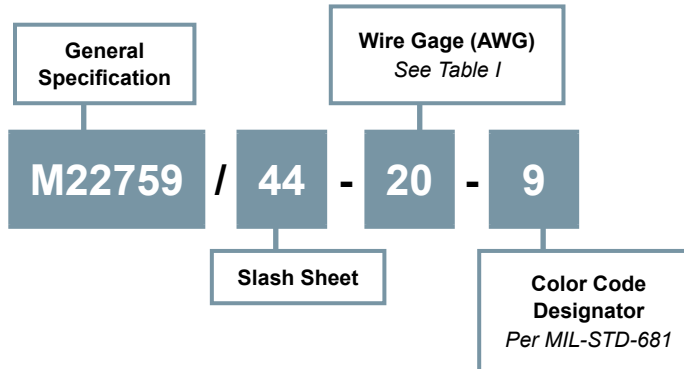 General
Specification
Wire Gage (AWG)
See Table I
M22759 / 44 - 20 - 9
Slash Sheet
Color Code
Designator
Per MIL-STD-681